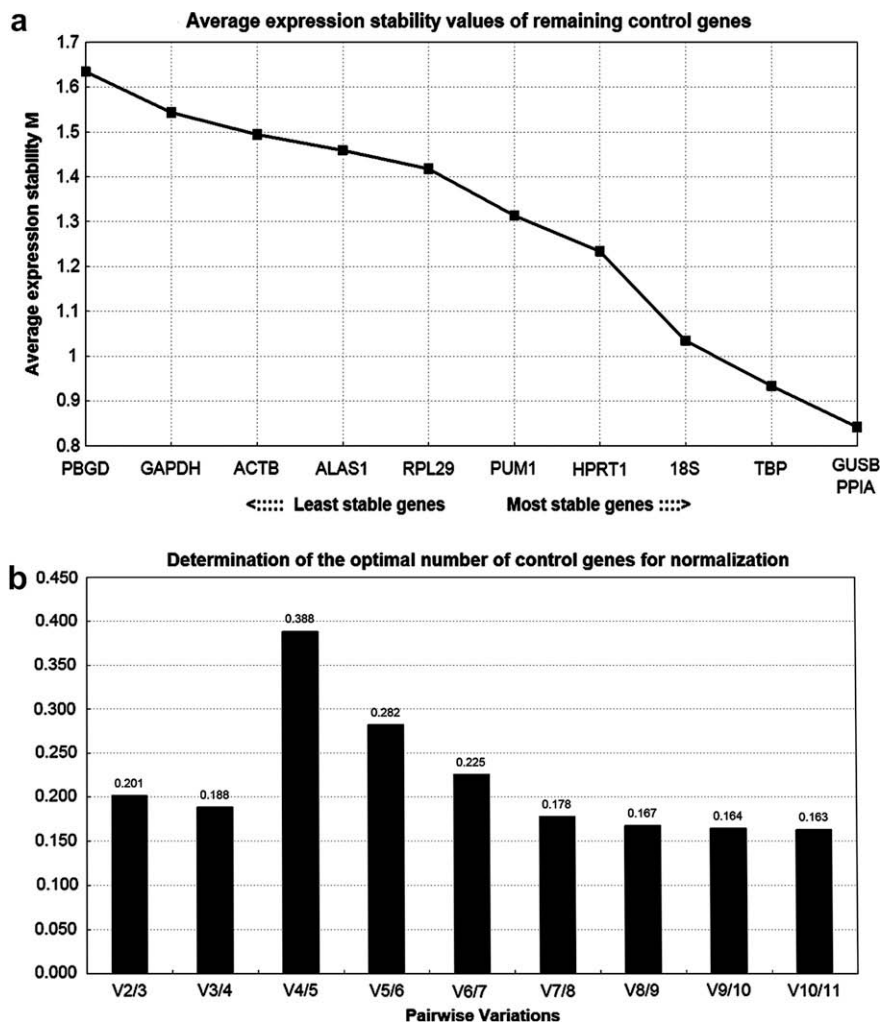 a
Average expression stability values of remaining control genes
Average expression stability M
1.7
1.6
1.5
1.4
1.3
1.2
1.1
1
0.9
0.8
PBGD GAPDH ACTB ALAS1 RPL29 PUM1 HPRT1 18S TBP GUSB
PPIA
<::::: Least stable genes Most stable genes ::::>
b
Determination of the optimal number of control genes for normalization
0.450
0.400
0.350
0.300
0.250
0.200
0.150
0.100
0.050
0.000
0.201 0.188 0.388 0.282 0.225 0.178 0.167 0.164 0.163
V2/3 V3/4 V4/5 V5/6 V6/7 V7/8 V8/9 V9/10 V10/11
Pairwise Variations